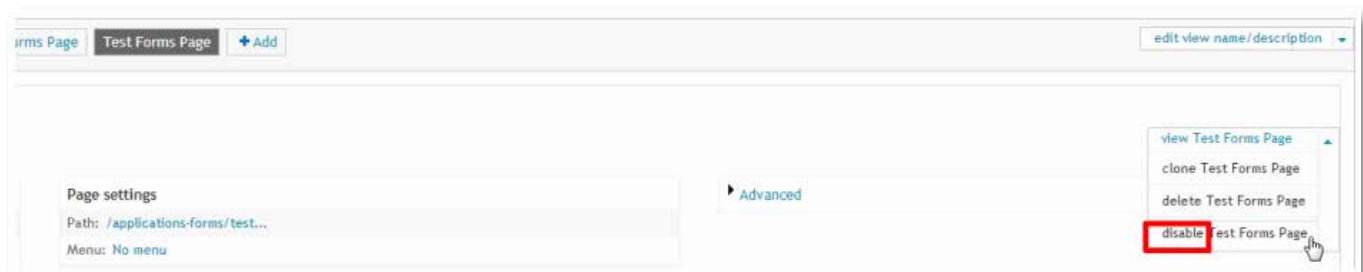 rms Page Test Forms Page + Add edit view name/description
view Test Forms Page
clone Test Forms Page
Page settings Advanced
delete Test Forms Page
Path: /applications-forms/test...
disable Test Forms Page
Menu: No menu